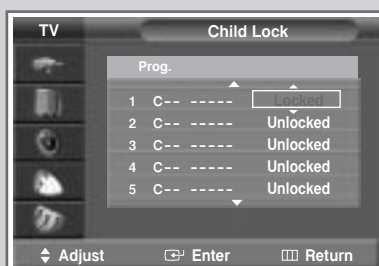 TV Child Lock
Prog.
1 C-- ----- Locked
2 C-- ----- Unlocked
3 C-- ----- Unlocked
4 C-- ----- Unlocked
5 C-- ----- Unlocked
Adjust Enter Return